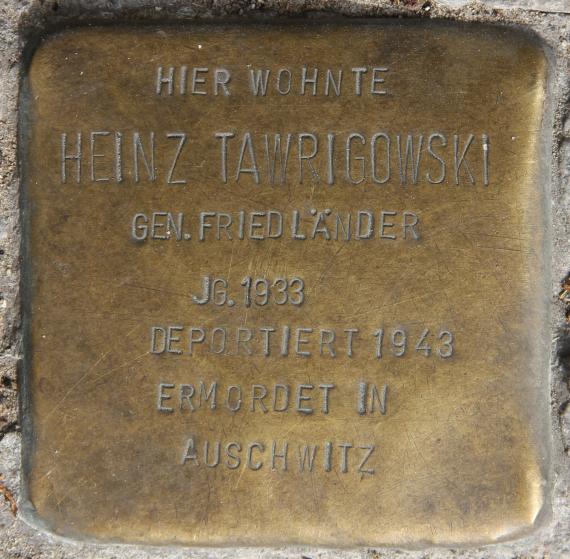 HIER WOHNTE
HEINZ TAWRIGOWSKI
GEN. FRIEDLÄNDER
JG. 1933
DEPORTIERT 1943
ERMORDET IN
AUSCHWITZ